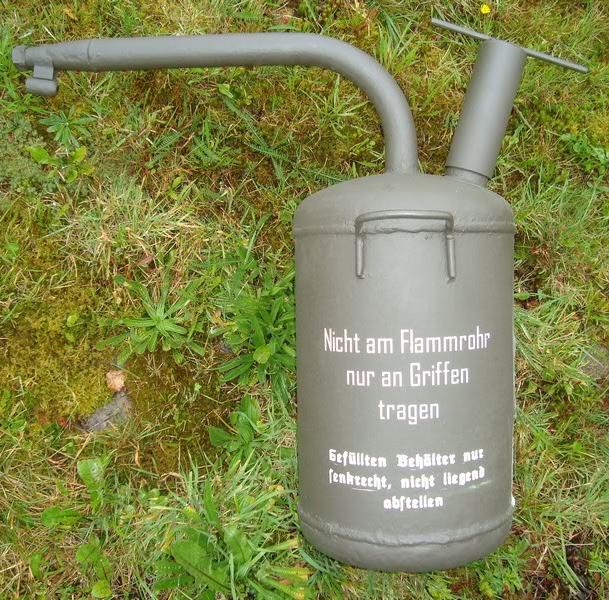 Nicht am Flammrohr
nur an Griffen
tragen
Gefüllten Behälter nur
senkrecht, nicht liegend
abstellen